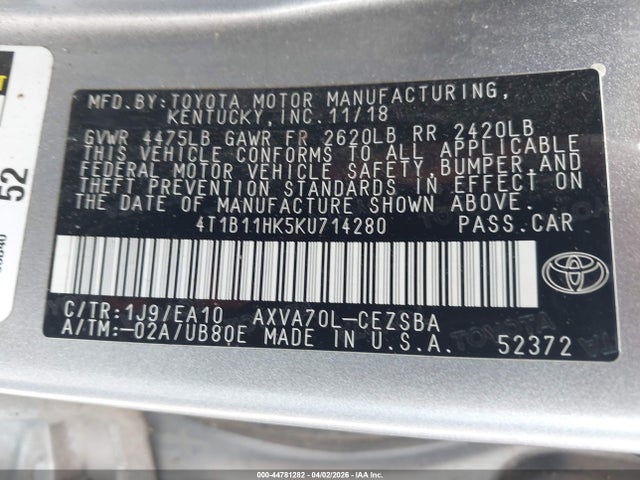 MFD.BY:TOYOTA MOTOR MANUFACTURING,
KENTUCKY, INC.11/18
GVWR 4475LB GAWR FR 2620LB RR 2420LB
THIS VEHICLE CONFORMS TO ALL APPLICABLE
FEDERAL MOTOR VEHICLE SAFETY,BUMPER,AND
THEFT PREVENTION STANDARDS IN EFFECT ON
THE DATE OF MANUFACTURE SHOWN ABOVE.
4T1B11HK5KU714280 PASS.CAR
C/TR:1J9/EA10 AXVA70L-CEZSBA
A/TM:-02A/UB80E MADE IN U.S.A.
52372
52
TOYOTA
000-44781282 04/02/2026 IAAI.COM